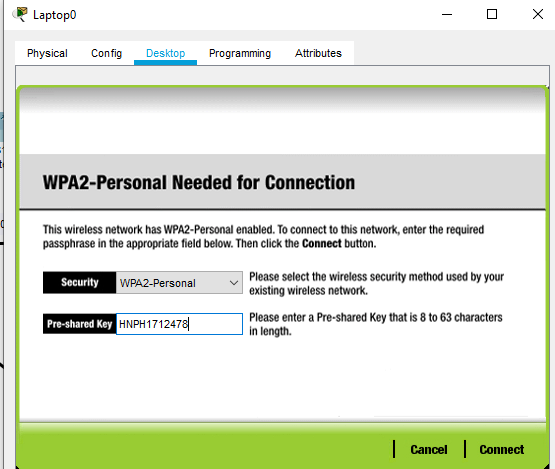 Laptop0
Physical Config Desktop Programming Attributes
WPA2-Personal Needed for Connection
This wireless network has WPA2-Personal enabled. To connect to this network, enter the required
passphrase in the appropriate field below. Then click the Connect button.
Security WPA2-Personal Please select the wireless security method used by your
existing wireless network.
Pre-shared Key HNPH1712478 Please enter a Pre-shared Key that is 8 to 63 characters
in length.
Cancel Connect